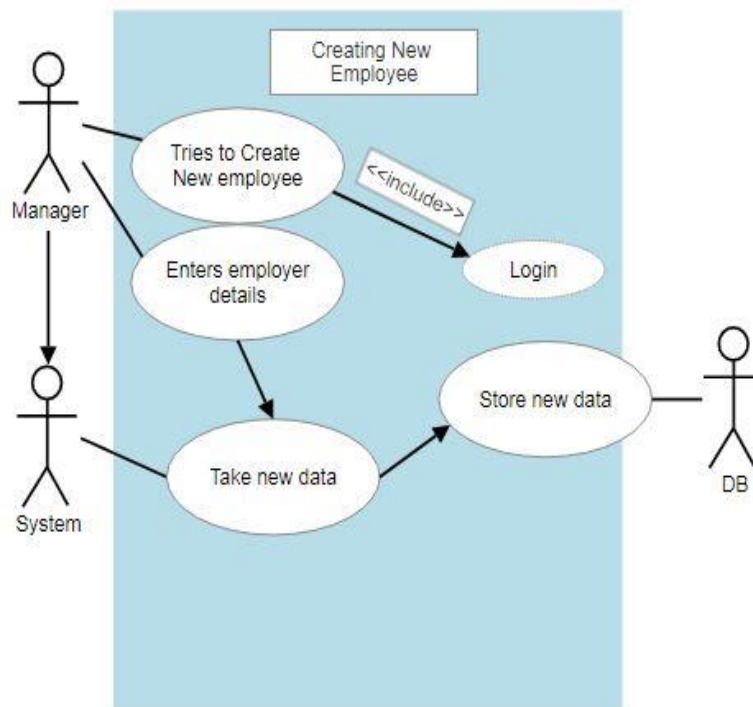 Creating New
Employee
Manager
Tries to Create
New employee
<<include>>
Enters employer
details
Login
Store new data
Take new data
System
DB